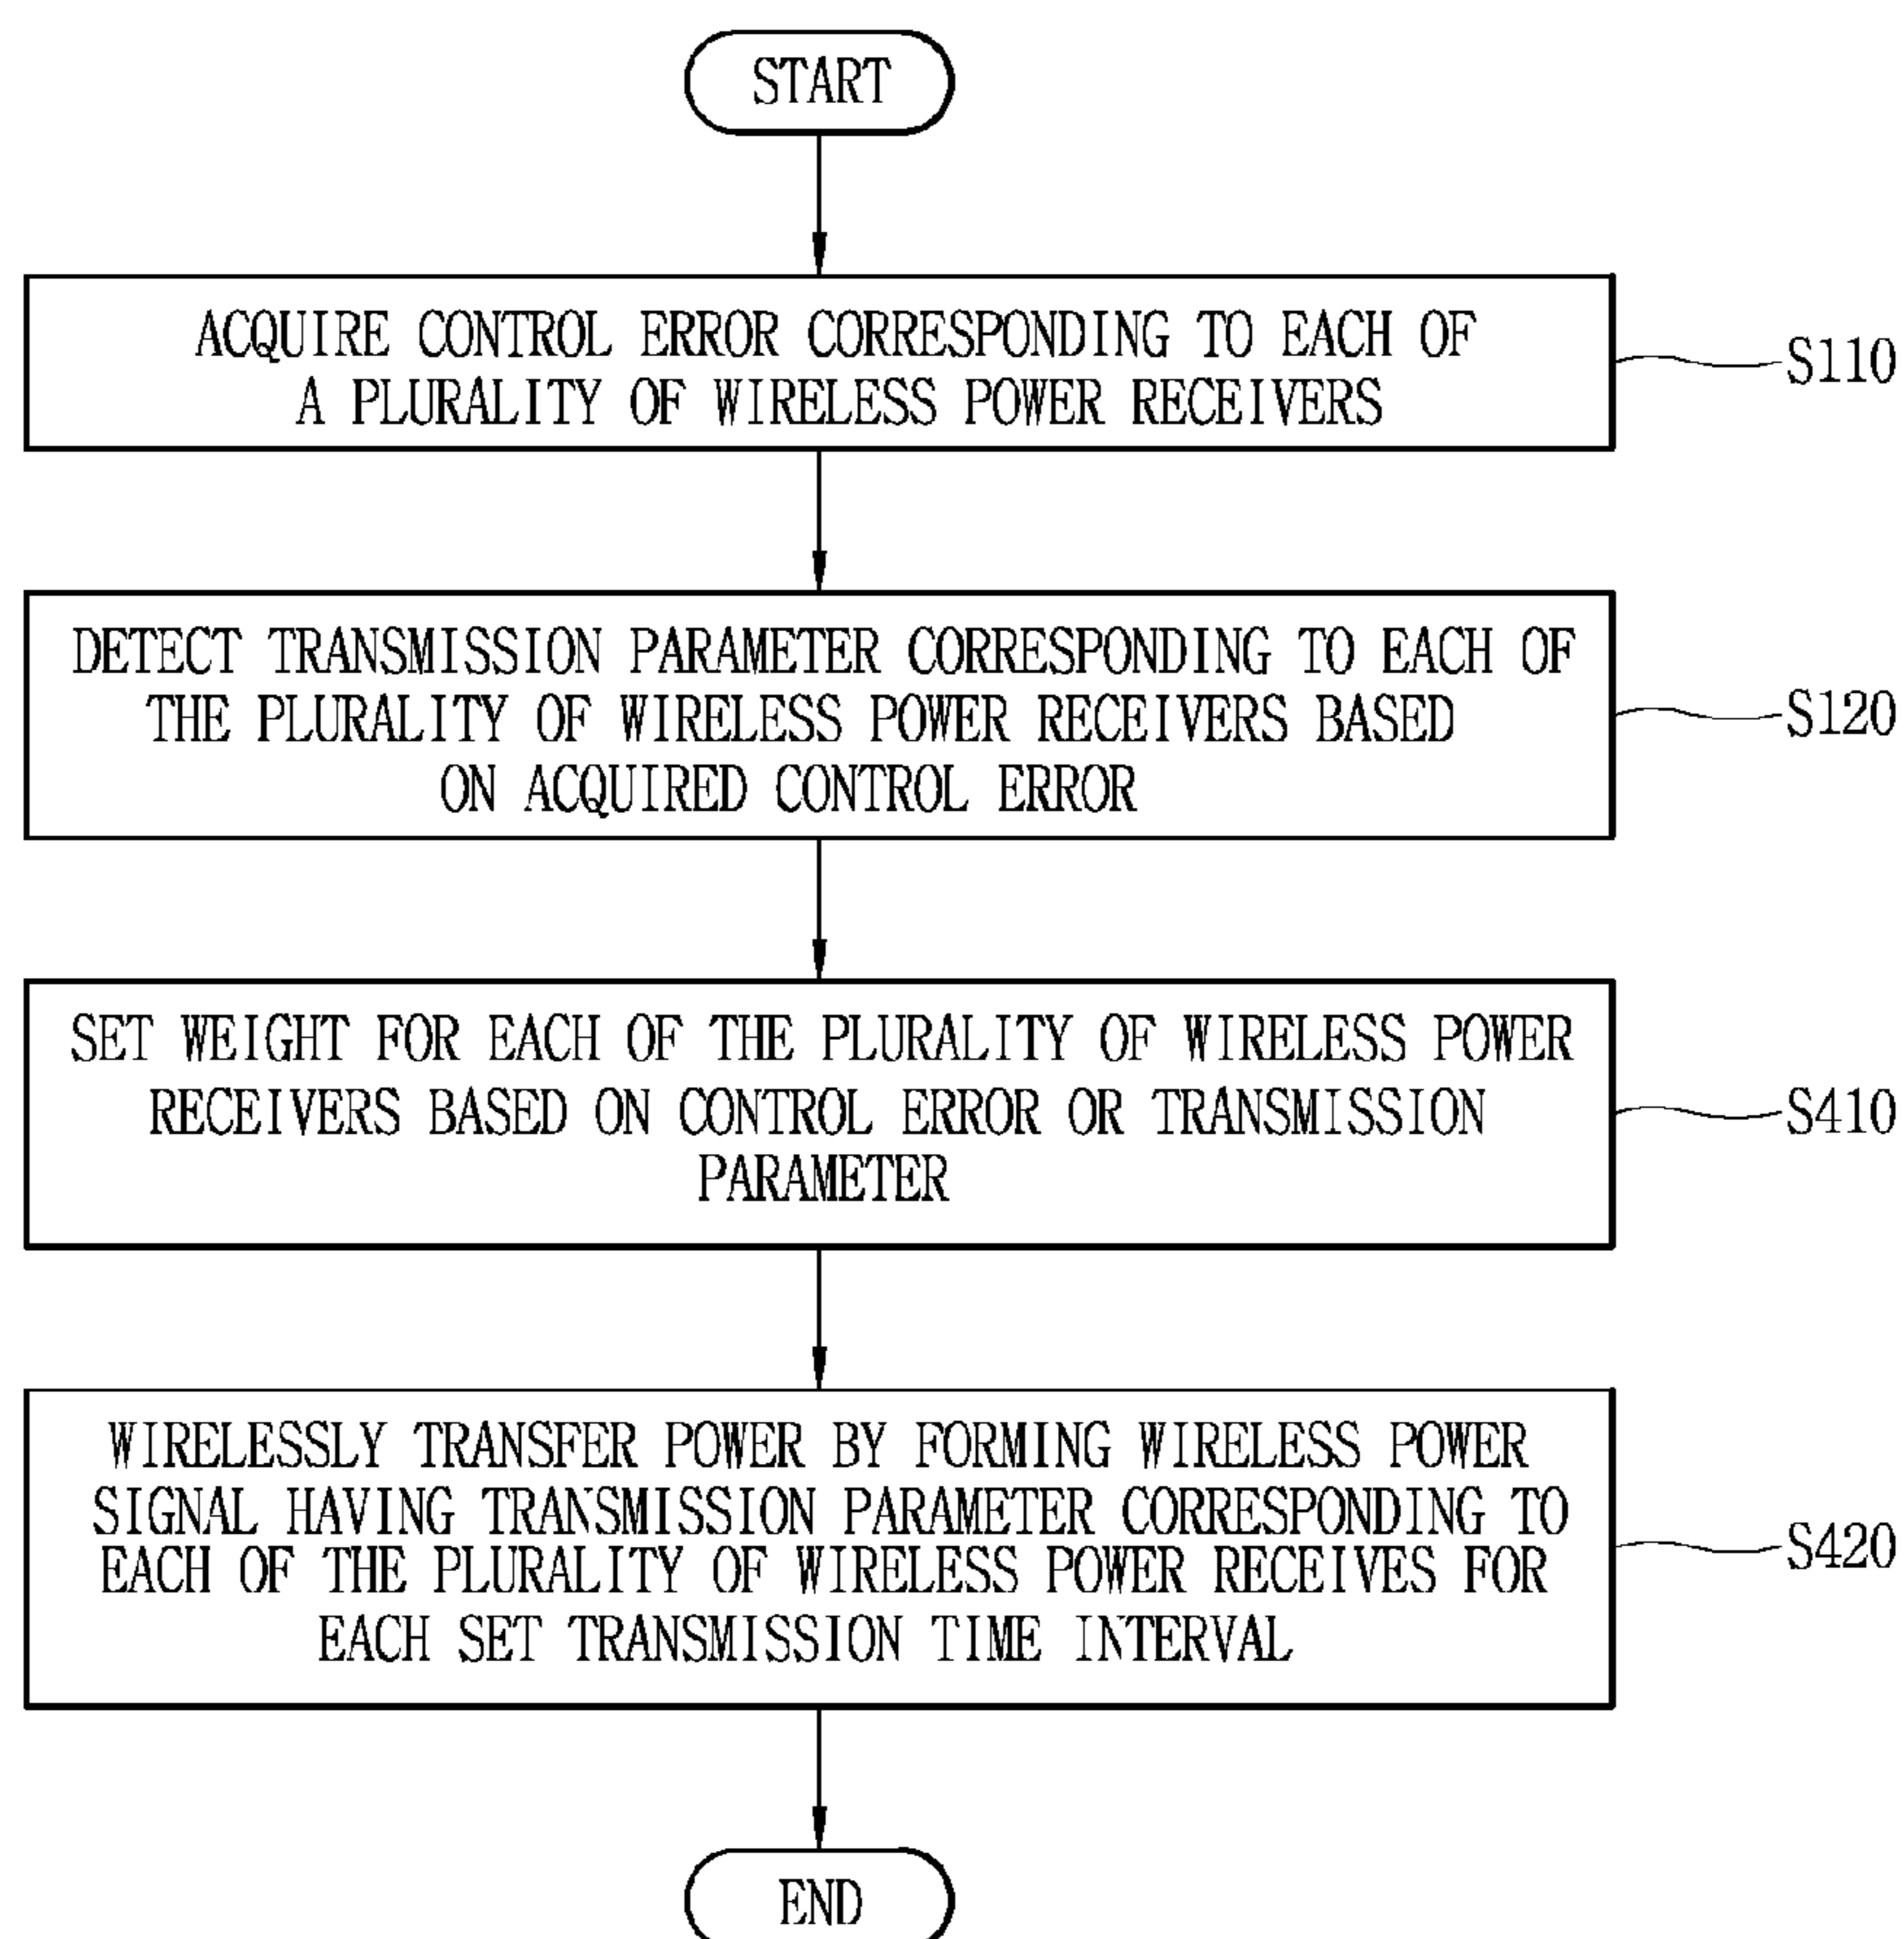 START
ACQUIRE CONTROL ERROR CORRESPONDING TO EACH OF
A PLURALITY OF WIRELESS POWER RECEIVERS
S110
DETECT TRANSMISSION PARAMETER CORRESPONDING TO EACH OF
THE PLURALITY OF WIRELESS POWER RECEIVERS BASED
ON ACQUIRED CONTROL ERROR
S120
SET WEIGHT FOR EACH OF THE PLURALITY OF WIRELESS POWER
RECEIVERS BASED ON CONTROL ERROR OR TRANSMISSION
PARAMETER
S410
WIRELESSLY TRANSFER POWER BY FORMING WIRELESS POWER
SIGNAL HAVING TRANSMISSION PARAMETER CORRESPONDING TO
EACH OF THE PLURALITY OF WIRELESS POWER RECEIVES FOR
EACH SET TRANSMISSION TIME INTERVAL
S420
END